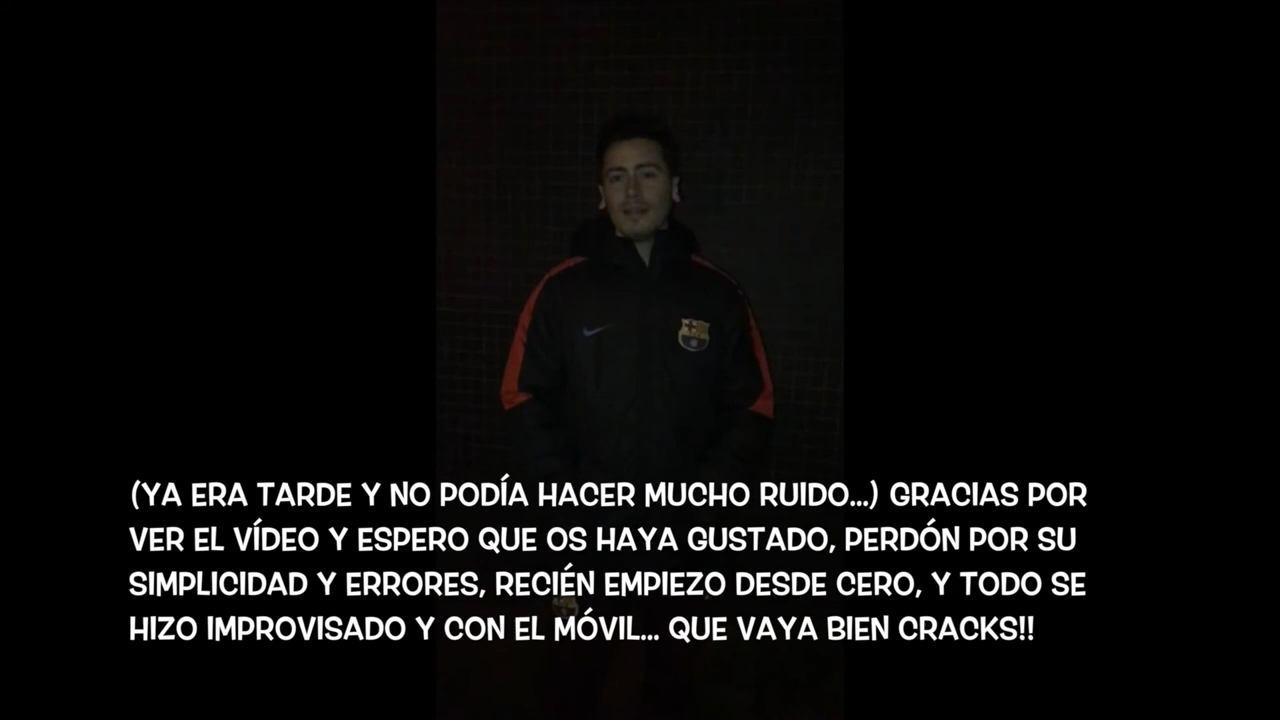 (YA ERA TARDE Y NO PODÍA HACER MUCHO RUIDO...) GRACIAS POR
VER EL VÍDEO Y ESPERO QUE OS HAYA GUSTADO, PERDÓN POR SU
SIMPLICIDAD Y ERRORES, RECIÉN EMPIEZO DESDE CERO, Y TODO SE
HIZO IMPROVISADO Y CON EL MÓVIL... QUE VAYA BIEN CRACKS!!